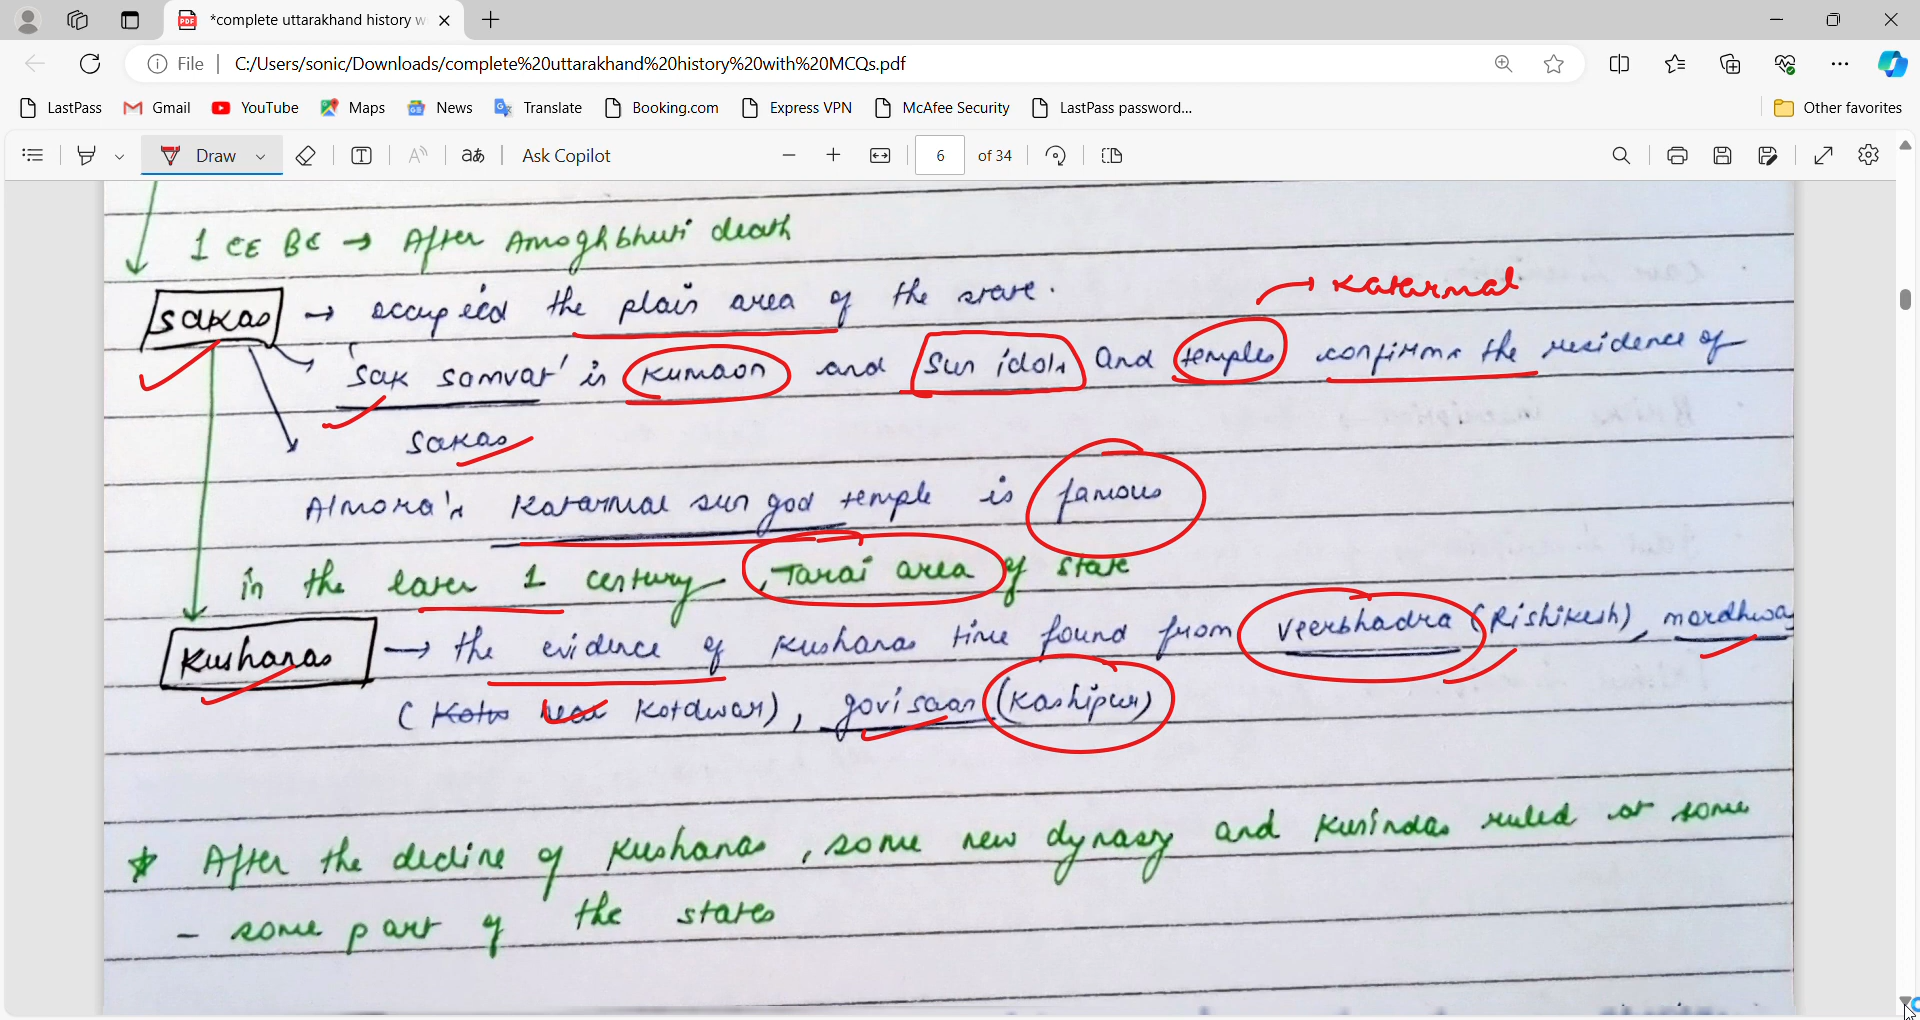 *complete uttarakhand history w
File
C:/Users/sonic/Downloads/complete%20uttarakhand%20history%20with%20MCQs.pdf
LastPass Gmail YouTube Maps News Translate Booking.com Express VPN McAfee Security LastPass password... Other favorites
Draw Ask Copilot 6 of 34
1 CE BC → After Amoghbhuti death
→ Katarmal
Sakas → occupied the plain area of the state.
'Sak Samvat' in Kumaon and Sun idols and temples confirms the residence of
Sakas
Almora's Katarmal sun god temple is famous
in the later 1 century, Tarai area of state
Kushanas → the evidence of Kushanas time found from Veerbhadra (Rishikesh), mordhwa
( Kotdwar), govisaan (Kashipur)
☆ After the decline of Kushanas, some new dynasy and Kunindas ruled at some
- some part of the states